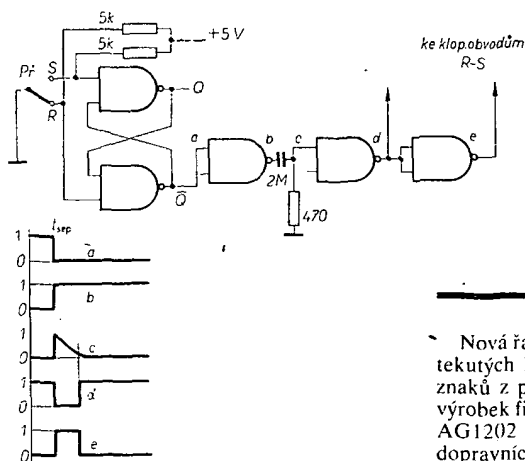 5k
+5V
5k
ke klop. obvodům
R-S
Př
S
R
Q
Q̅
a
b
c
d
e
2M
470
t_sep
1
0
a
1
0
b
1
0
c
1
0
d
1
0
e
Nová řa
tekutých
znaků z p
výrobek fi
AG1202
dopravníc